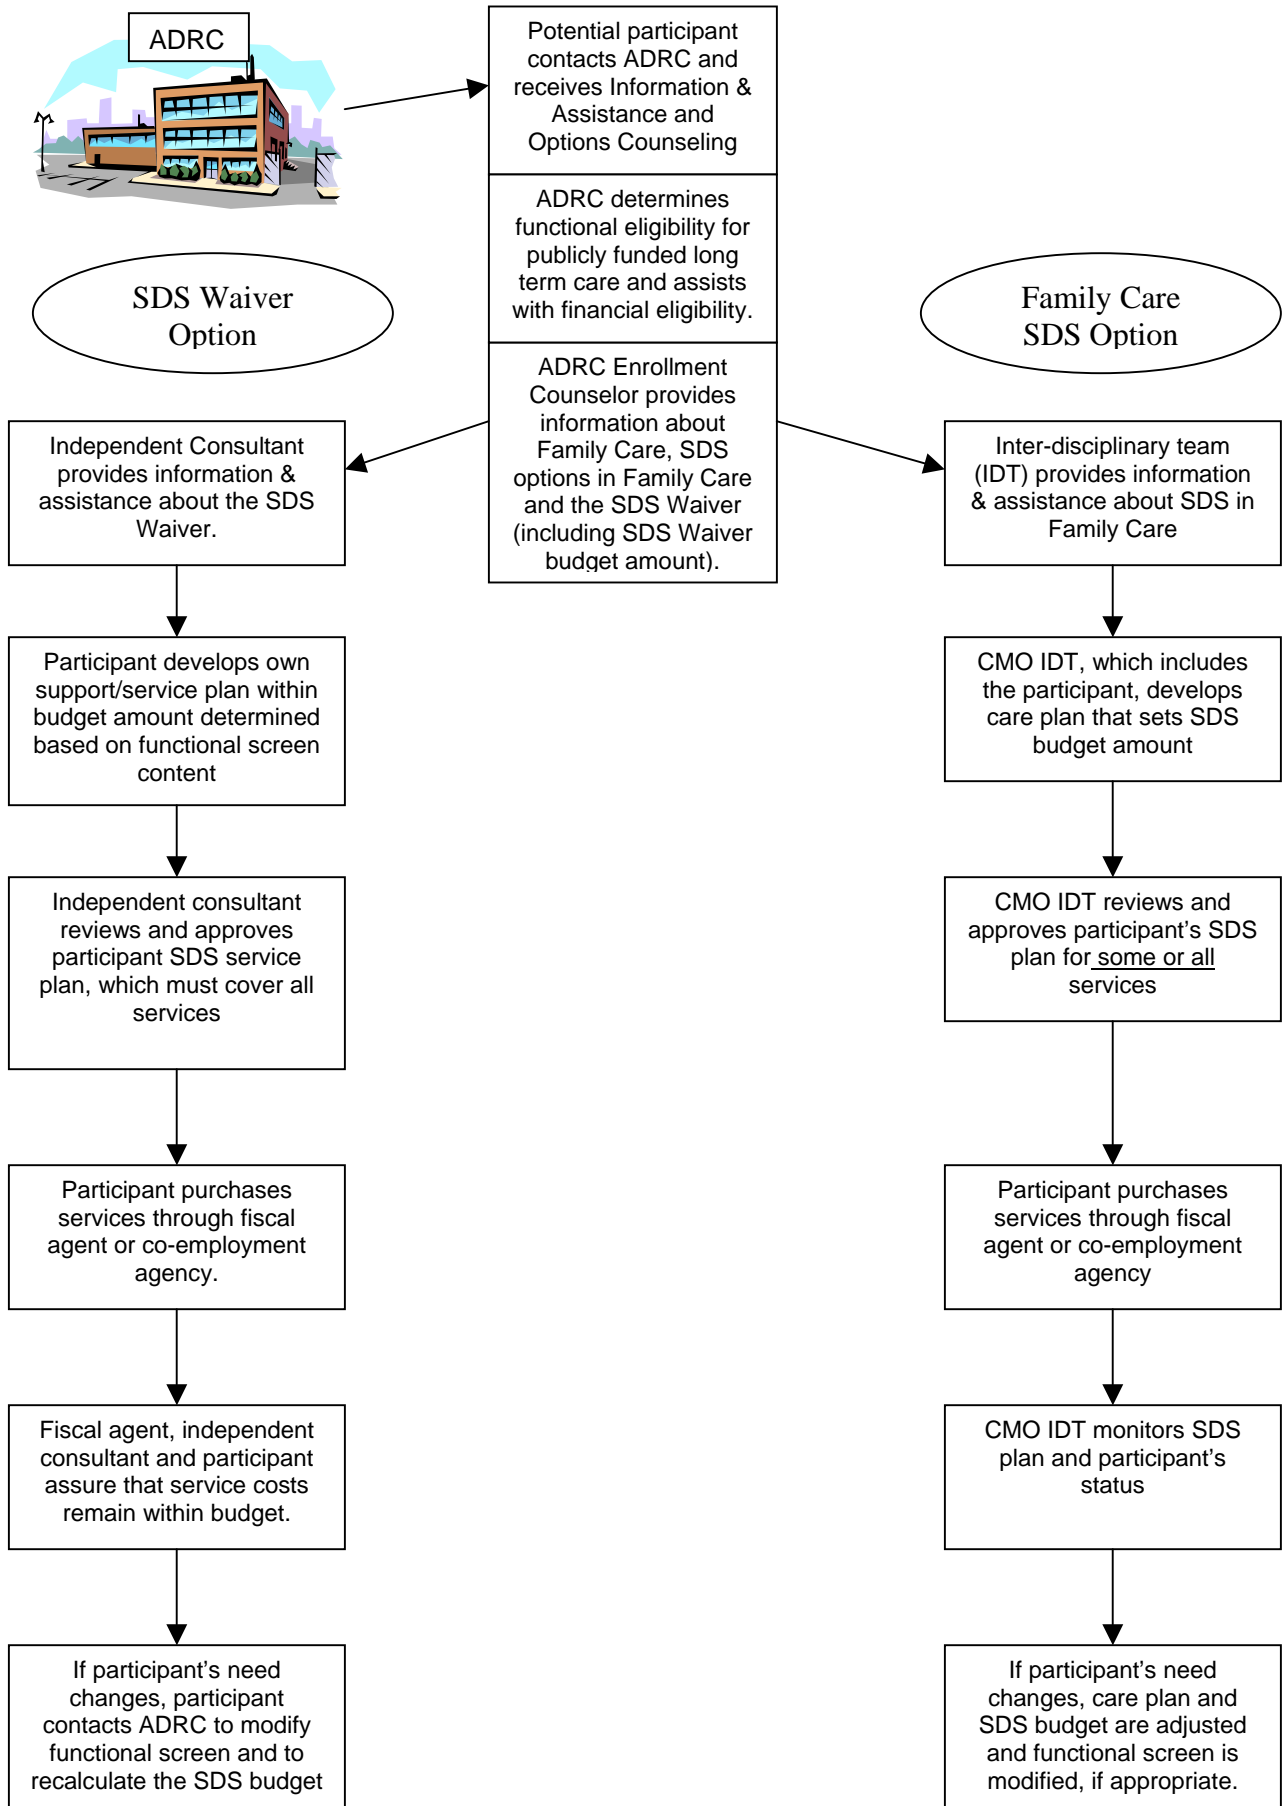 ADRC
Potential participant
contacts ADRC and
receives Information &
Assistance and
Options Counseling
ADRC determines
functional eligibility for
publicly funded long
term care and assists
with financial eligibility.
SDS Waiver
Option
Family Care
SDS Option
ADRC Enrollment
Counselor provides
information about
Family Care, SDS
options in Family Care
and the SDS Waiver
(including SDS Waiver
budget amount).
Independent Consultant
provides information &
assistance about the SDS
Waiver.
Participant develops own
support/service plan within
budget amount determined
based on functional screen
content
Independent consultant
reviews and approves
participant SDS service
plan, which must cover all
services
Participant purchases
services through fiscal
agent or co-employment
agency.
Fiscal agent, independent
consultant and participant
assure that service costs
remain within budget.
If participant’s need
changes, participant
contacts ADRC to modify
functional screen and to
recalculate the SDS budget
Inter-disciplinary team
(IDT) provides information
& assistance about SDS in
Family Care
CMO IDT, which includes
the participant, develops
care plan that sets SDS
budget amount
CMO IDT reviews and
approves participant’s SDS
plan for some or all
services
Participant purchases
services through fiscal
agent or co-employment
agency
CMO IDT monitors SDS
plan and participant’s
status
If participant’s need
changes, care plan and
SDS budget are adjusted
and functional screen is
modified, if appropriate.